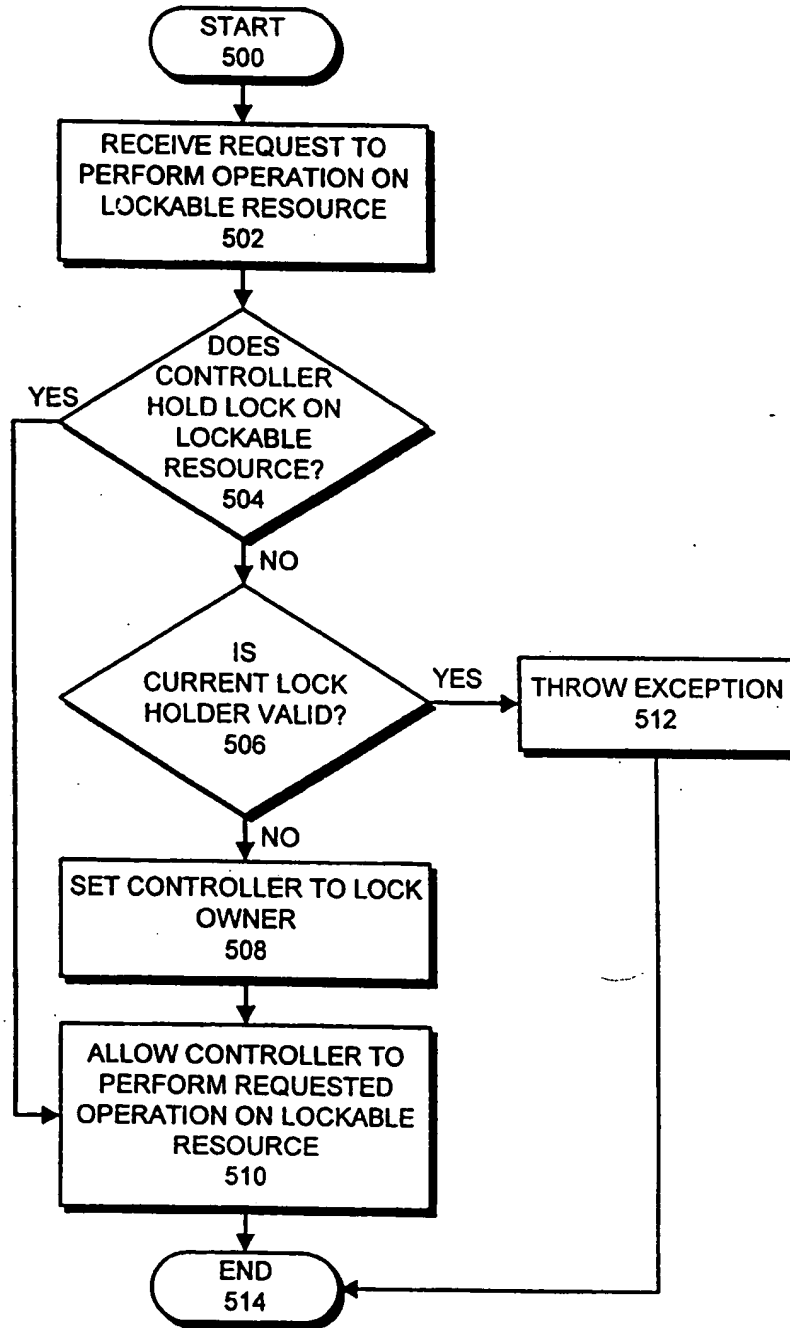 START
500
RECEIVE REQUEST TO
PERFORM OPERATION ON
LOCKABLE RESOURCE
502
DOES
CONTROLLER
HOLD LOCK ON
LOCKABLE
RESOURCE?
504
YES
NO
IS
CURRENT LOCK
HOLDER VALID?
506
YES
THROW EXCEPTION
512
NO
SET CONTROLLER TO LOCK
OWNER
508
ALLOW CONTROLLER TO
PERFORM REQUESTED
OPERATION ON LOCKABLE
RESOURCE
510
END
514